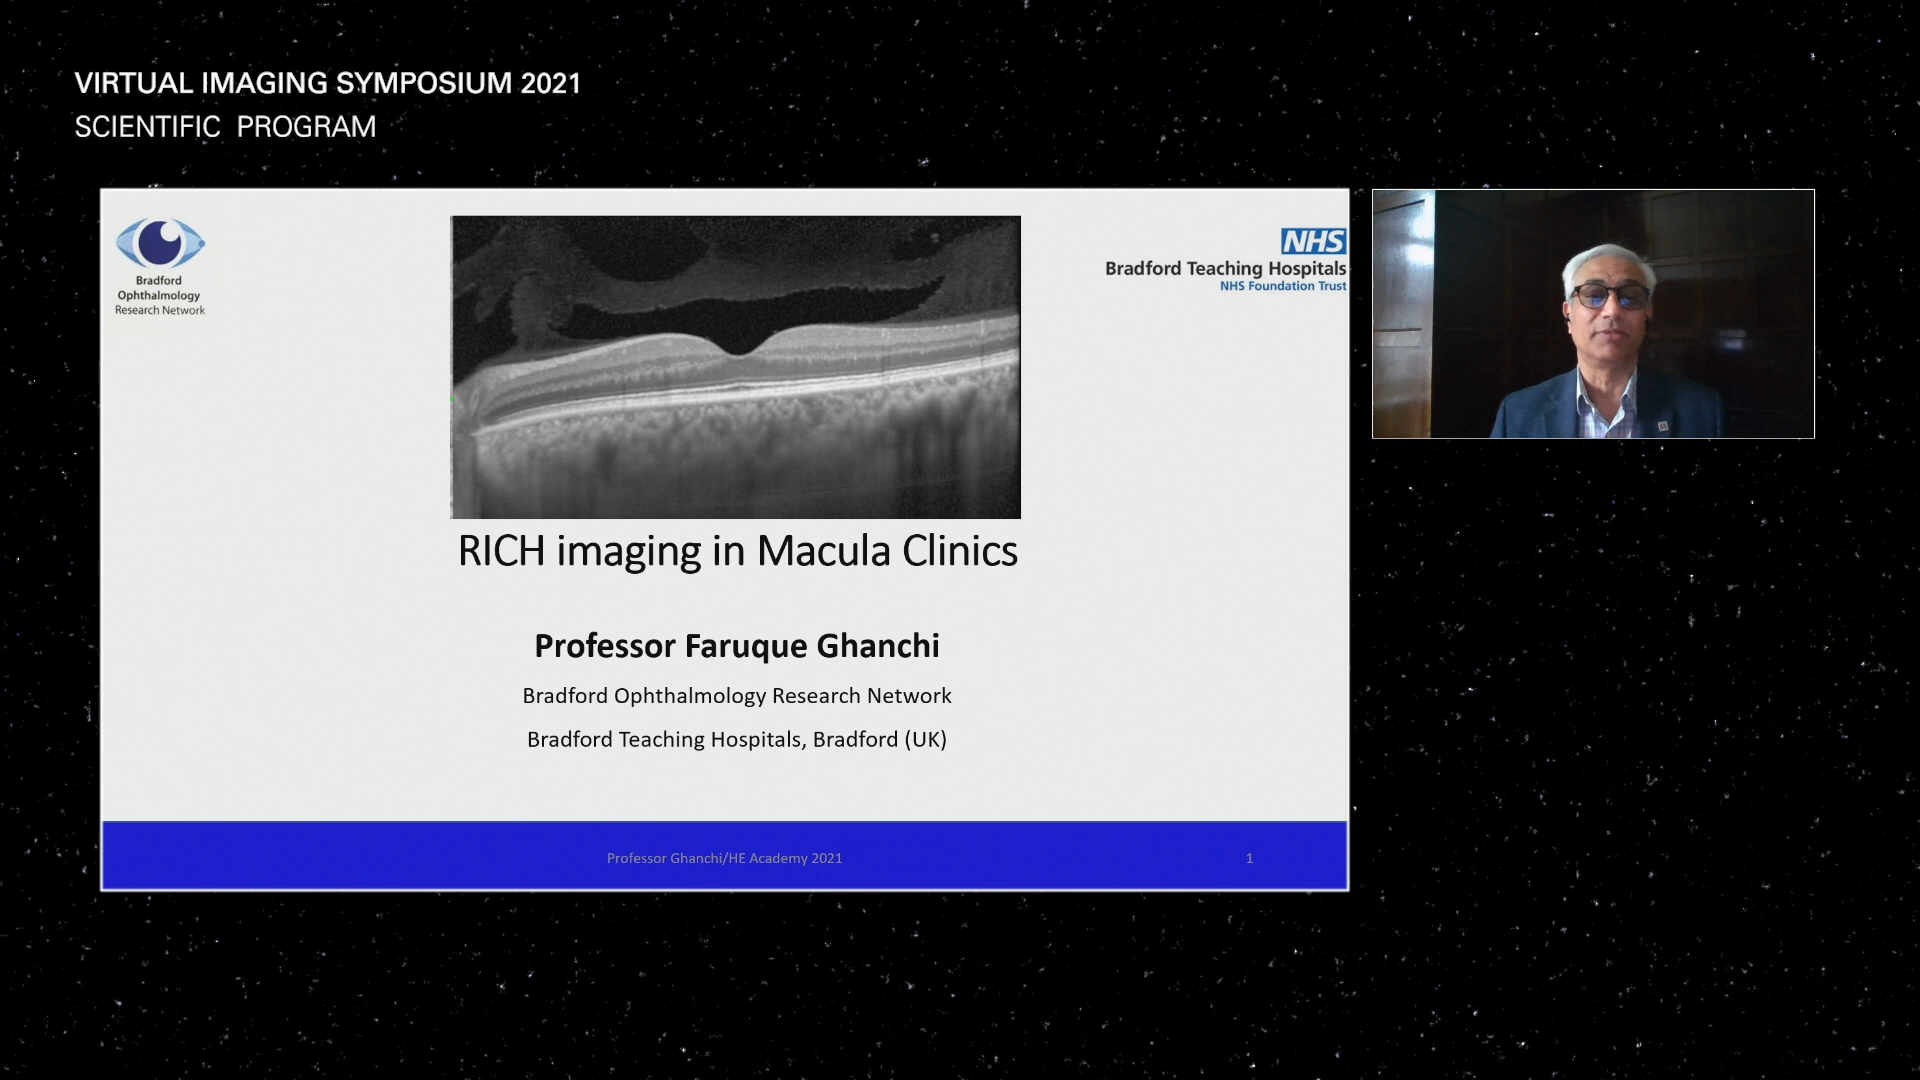 VIRTUAL IMAGING SYMPOSIUM 2021
SCIENTIFIC PROGRAM
Bradford
Ophthalmology
Research Network
NHS
Bradford Teaching Hospitals
NHS Foundation Trust
RICH imaging in Macula Clinics
Professor Faruque Ghanchi
Bradford Ophthalmology Research Network
Bradford Teaching Hospitals, Bradford (UK)
Professor Ghanchi/HE Academy 2021
1